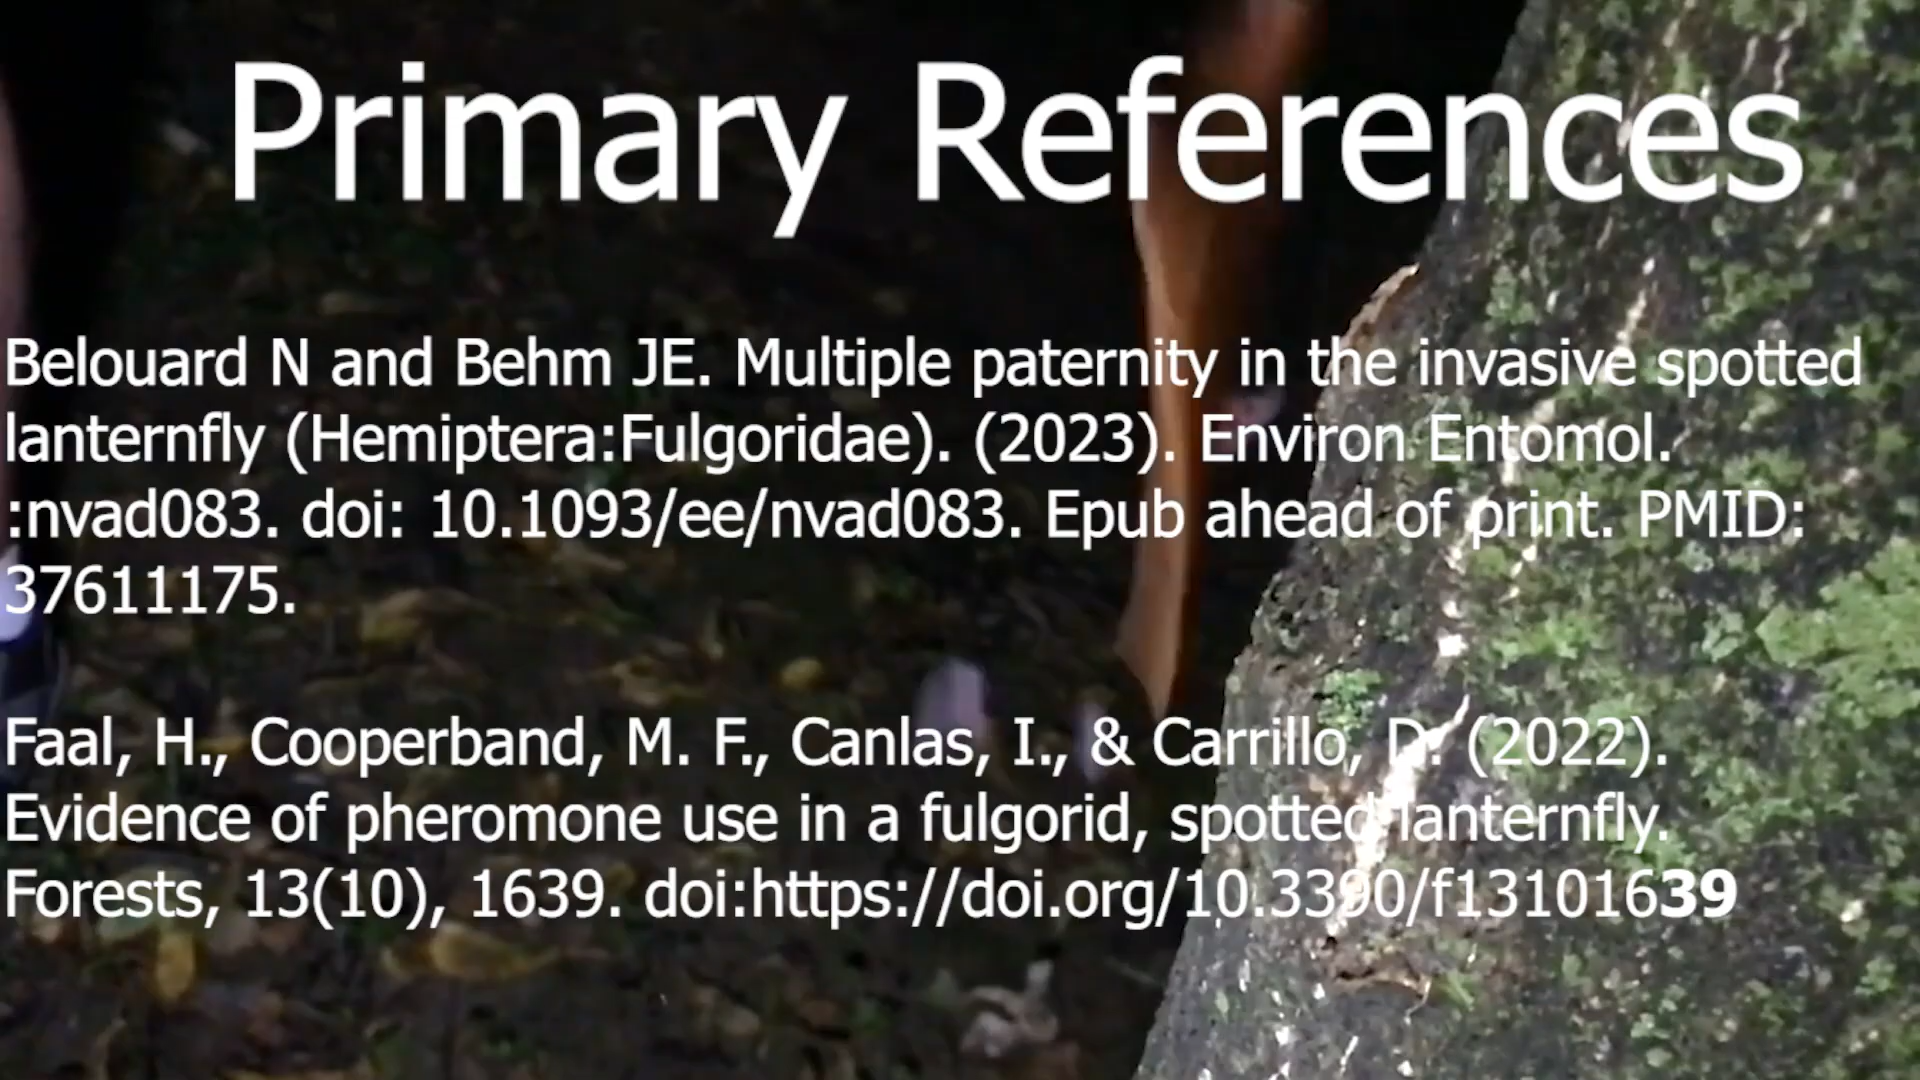 Primary References
Belouard N and Behm JE. Multiple paternity in the invasive spotted
lanternfly (Hemiptera:Fulgoridae). (2023). Environ Entomol.
:nvad083. doi: 10.1093/ee/nvad083. Epub ahead of print. PMID:
37611175.
Faal, H., Cooperband, M. F., Canlas, I., & Carrillo, D. (2022).
Evidence of pheromone use in a fulgorid, spotted lanternfly.
Forests, 13(10), 1639. doi:https://doi.org/10.3390/f13101639